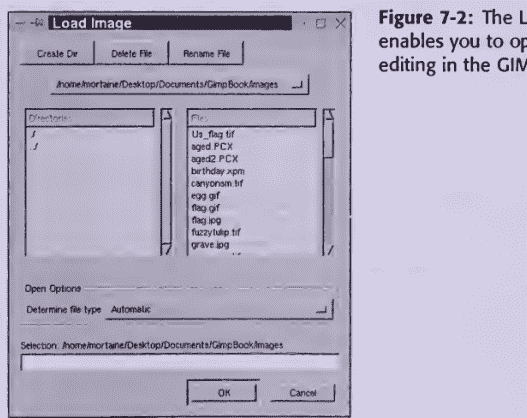 Load Image
Create Dir Delete File Rename File
/home/mortaine/Desktop/Documents/GimpBook/Images
Directories
./
../
Files
Us_flag.tif
aged.PCX
aged2.PCX
birthday.xpm
canyonsm.tif
egg.gif
flag.gif
flag.jpg
fuzzytulip.tif
grave.jpg
Open Options
Determine file type Automatic
Selection: /home/mortaine/Desktop/Documents/GimpBook/Images
OK Cancel
Figure 7-2: The L
enables you to op
editing in the GIM